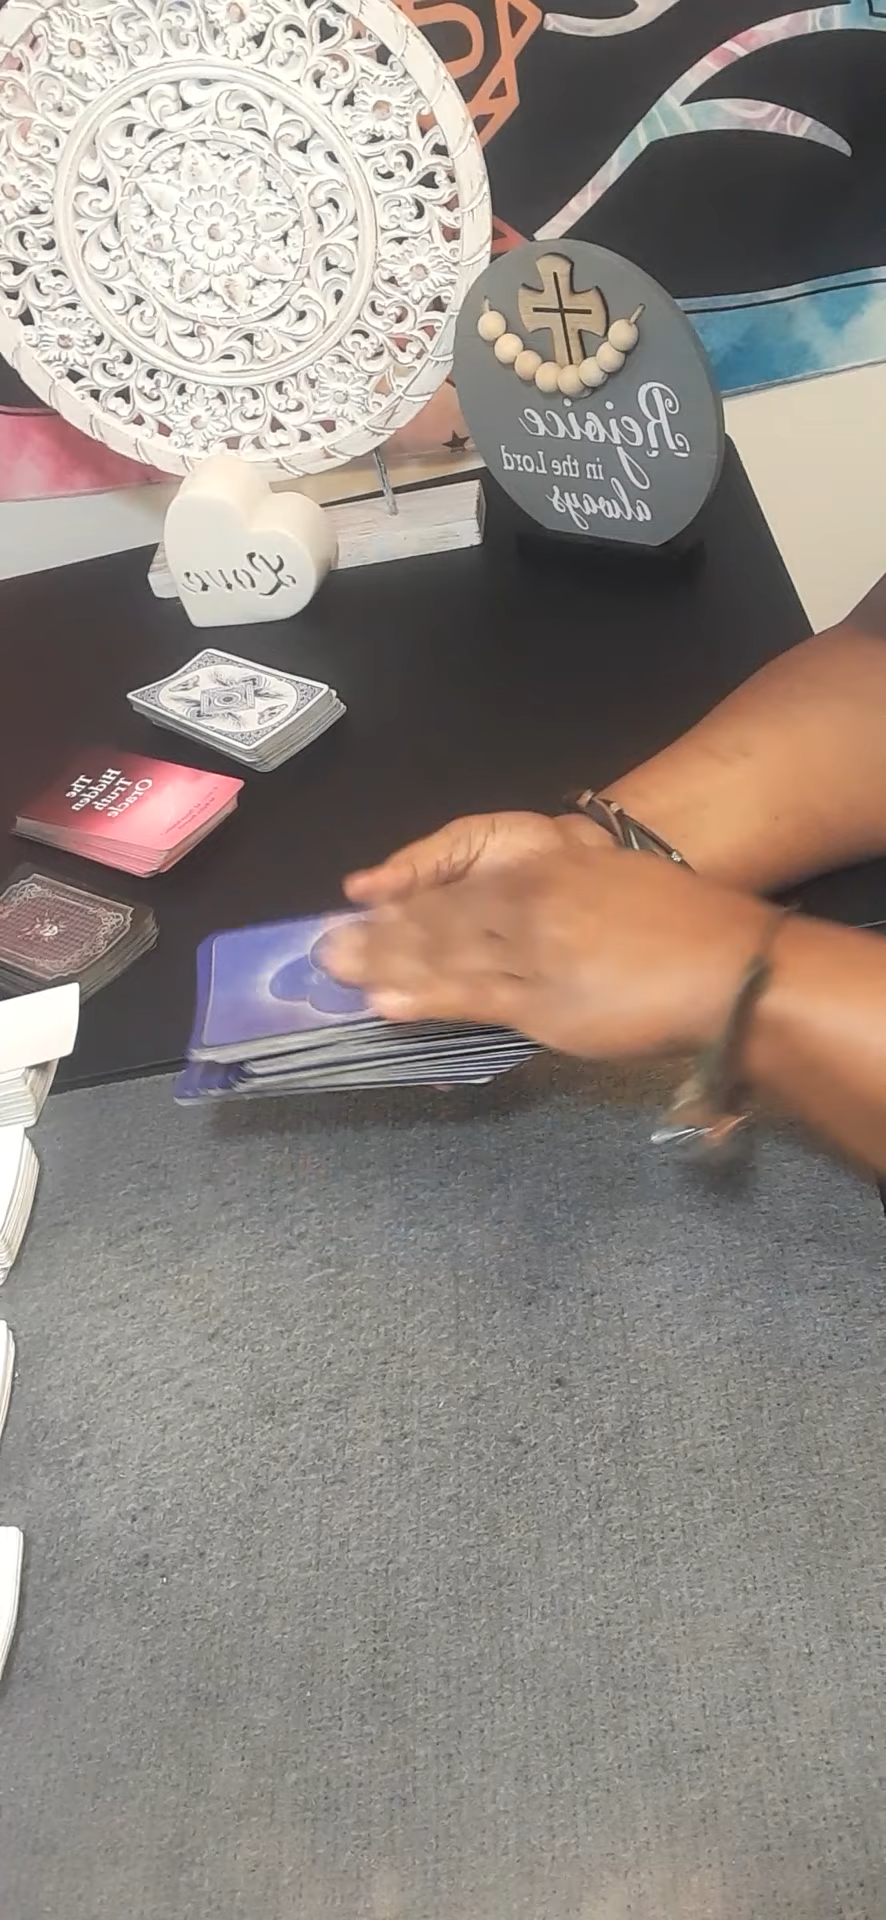 Rejoice
in the Lord
always
Love
The
Hidden
Truth
Oracle